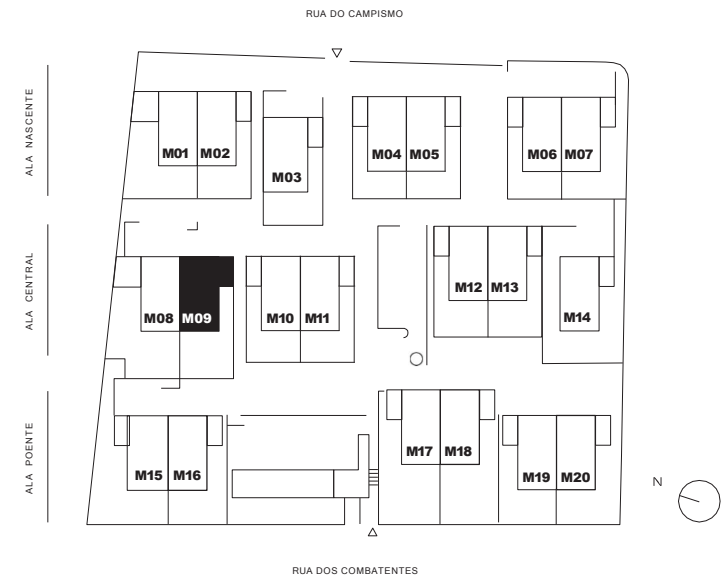 RUA DO CAMPISMO
ALA NASCENTE
M01 M02
M03
M04 M05
M06 M07
ALA CENTRAL
M08 M09
M10 M11
M12 M13
M14
ALA POENTE
M15 M16
M17 M18
M19 M20
N
RUA DOS COMBATENTES